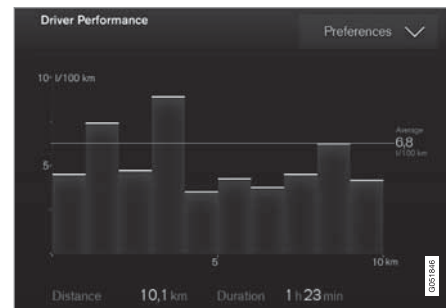 Driver Performance
Preferences
10 l/100 km
Average
6,8
l/100 km
5
5
10 km
Distance 10,1 km Duration 1 h 23 min
G051846